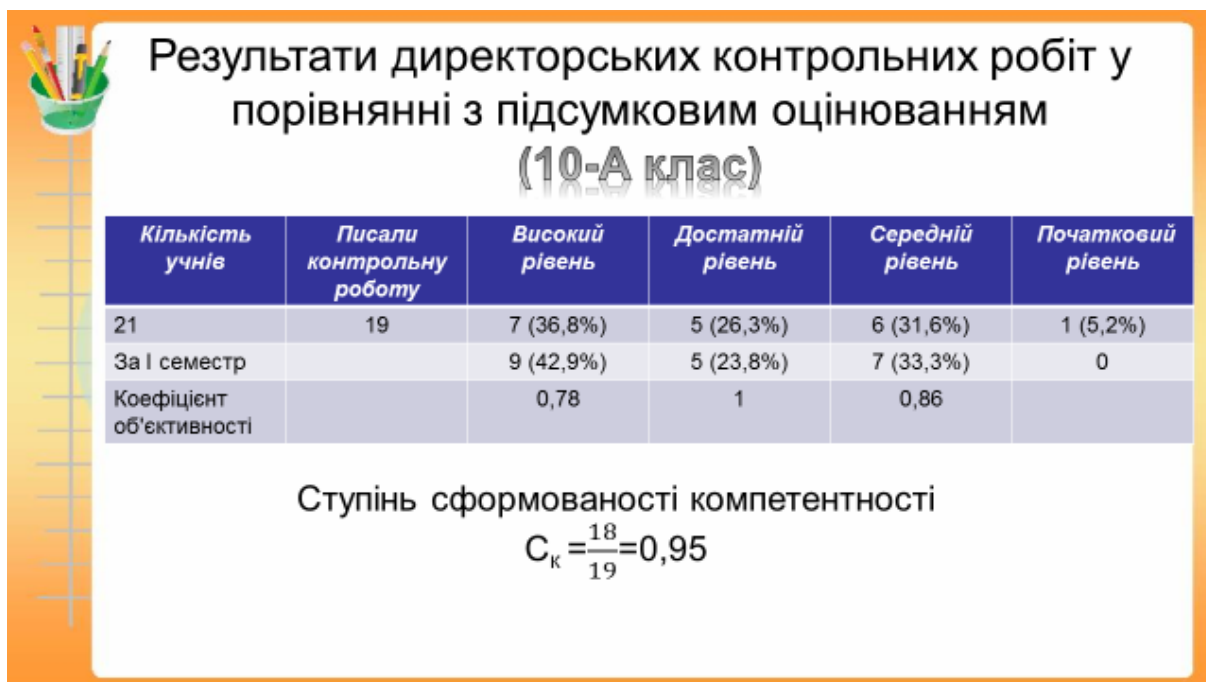 Результати директорських контрольних робіт у
порівнянні з підсумковим оцінюванням
(10-А клас)
Кількість учнів	Писали контрольну роботу	Високий рівень	Достатній рівень	Середній рівень	Початковий рівень
21	19	7 (36,8%)	5 (26,3%)	6 (31,6%)	1 (5,2%)
За І семестр		9 (42,9%)	5 (23,8%)	7 (33,3%)	0
Коефіцієнт об'єктивності		0,78	1	0,86
Ступінь сформованості компетентності
Ск =18/19=0,95